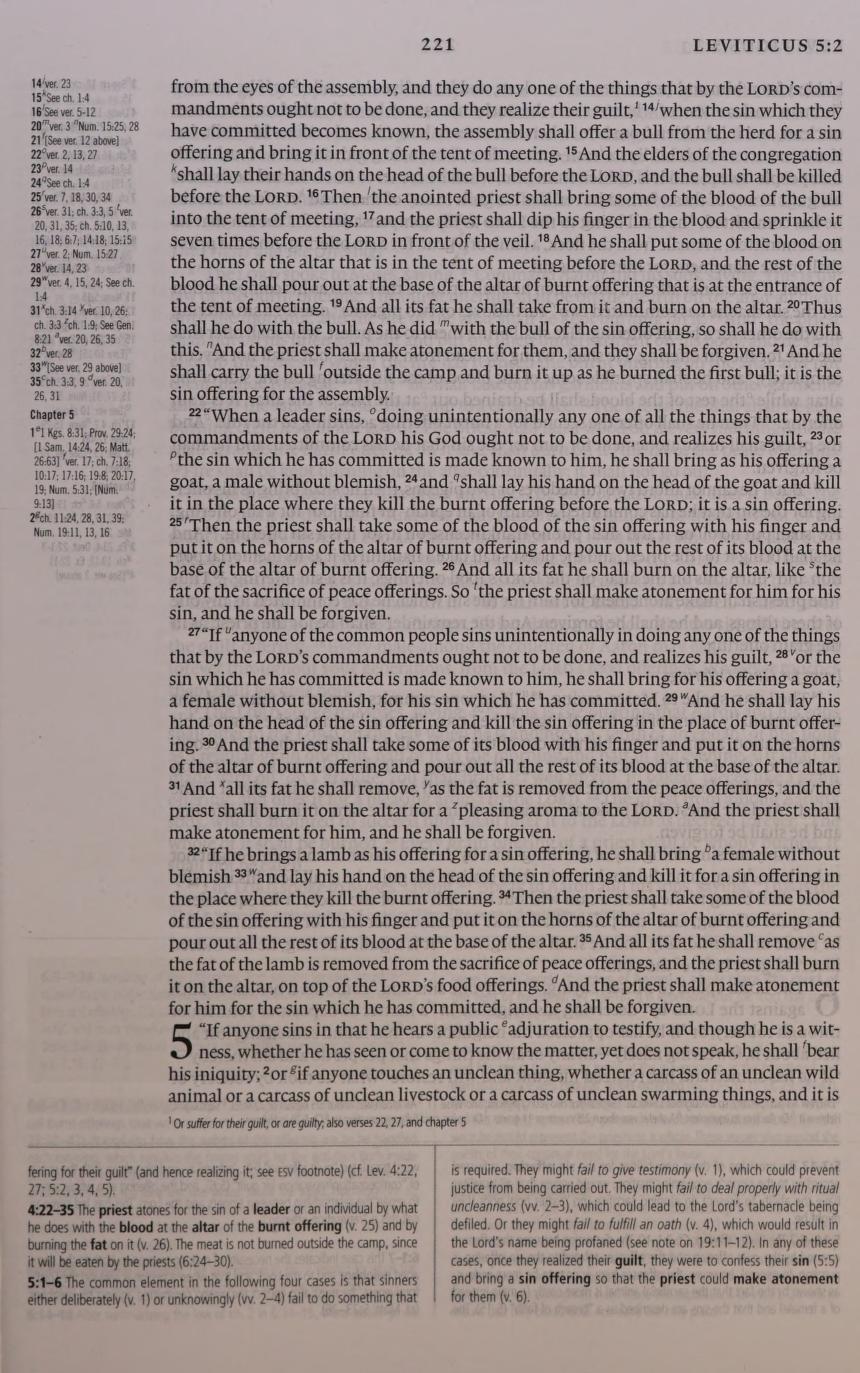 221
LEVITICUS 5:2
14 ver. 23
15 See ch. 1:4
16 See ver. 5-12
20 ver. 3 Num. 15:25, 28
21 [See ver. 12 above]
22 ver. 2, 13, 27
23 ver. 14
24 See ch. 1:4
25 ver. 7, 18, 30, 34
26 ver. 31; ch. 3:3, 5 ver.
20, 31, 35; ch. 5:10, 13,
16, 18; 6:7; 14:18; 15:15
27 ver. 2; Num. 15:27
28 ver. 14, 23
29 ver. 4, 15, 24; See ch.
1:4
31 ch. 3:14 ver. 10, 26;
ch. 3:3 ch. 1:9; See Gen.
8:21 ver. 20, 26, 35
32 ver. 28
33 [See ver. 29 above]
35 ch. 3:3, 9 ver. 20,
26, 31
Chapter 5
1 1 Kgs. 8:31; Prov. 29:24;
[1 Sam. 14:24, 26; Matt.
26:63] ver. 17; ch. 7:18;
10:17; 17:16; 19:8; 20:17,
19; Num. 5:31; [Num.
9:13]
2 ch. 11:24, 28, 31, 39;
Num. 19:11, 13, 16
from the eyes of the assembly, and they do any one of the things that by the LORD's com-
mandments ought not to be done, and they realize their guilt,¹ 14 when the sin which they
have committed becomes known, the assembly shall offer a bull from the herd for a sin
offering and bring it in front of the tent of meeting. 15 And the elders of the congregation
k shall lay their hands on the head of the bull before the LORD, and the bull shall be killed
before the LORD. 16 Then l the anointed priest shall bring some of the blood of the bull
into the tent of meeting, 17 and the priest shall dip his finger in the blood and sprinkle it
seven times before the LORD in front of the veil. 18 And he shall put some of the blood on
the horns of the altar that is in the tent of meeting before the LORD, and the rest of the
blood he shall pour out at the base of the altar of burnt offering that is at the entrance of
the tent of meeting. 19 And all its fat he shall take from it and burn on the altar. 20 Thus
shall he do with the bull. As he did m with the bull of the sin offering, so shall he do with
this. n And the priest shall make atonement for them, and they shall be forgiven. 21 And he
shall carry the bull l outside the camp and burn it up as he burned the first bull; it is the
sin offering for the assembly.
22 “When a leader sins, o doing unintentionally any one of all the things that by the
commandments of the LORD his God ought not to be done, and realizes his guilt, 23 or
p the sin which he has committed is made known to him, he shall bring as his offering a
goat, a male without blemish, 24 and q shall lay his hand on the head of the goat and kill
it in the place where they kill the burnt offering before the LORD; it is a sin offering.
25 r Then the priest shall take some of the blood of the sin offering with his finger and
put it on the horns of the altar of burnt offering and pour out the rest of its blood at the
base of the altar of burnt offering. 26 And all its fat he shall burn on the altar, like s the
fat of the sacrifice of peace offerings. So t the priest shall make atonement for him for his
sin, and he shall be forgiven.
27 “If u anyone of the common people sins unintentionally in doing any one of the things
that by the LORD's commandments ought not to be done, and realizes his guilt, 28 v or the
sin which he has committed is made known to him, he shall bring for his offering a goat,
a female without blemish, for his sin which he has committed. 29 w And he shall lay his
hand on the head of the sin offering and kill the sin offering in the place of burnt offer-
ing. 30 And the priest shall take some of its blood with his finger and put it on the horns
of the altar of burnt offering and pour out all the rest of its blood at the base of the altar.
31 And x all its fat he shall remove, y as the fat is removed from the peace offerings, and the
priest shall burn it on the altar for a z pleasing aroma to the LORD. a And the priest shall
make atonement for him, and he shall be forgiven.
32 “If he brings a lamb as his offering for a sin offering, he shall bring b a female without
blemish 33 w and lay his hand on the head of the sin offering and kill it for a sin offering in
the place where they kill the burnt offering. 34 Then the priest shall take some of the blood
of the sin offering with his finger and put it on the horns of the altar of burnt offering and
pour out all the rest of its blood at the base of the altar. 35 And all its fat he shall remove c as
the fat of the lamb is removed from the sacrifice of peace offerings, and the priest shall burn
it on the altar, on top of the LORD's food offerings. d And the priest shall make atonement
for him for the sin which he has committed, and he shall be forgiven.
5 “If anyone sins in that he hears a public e adjuration to testify, and though he is a wit-
ness, whether he has seen or come to know the matter, yet does not speak, he shall f bear
his iniquity; 2 or g if anyone touches an unclean thing, whether a carcass of an unclean wild
animal or a carcass of unclean livestock or a carcass of unclean swarming things, and it is
¹ Or suffer for their guilt, or are guilty; also verses 22, 27, and chapter 5
fering for their guilt” (and hence realizing it; see ESV footnote) (cf. Lev. 4:22,
27; 5:2, 3, 4, 5).
4:22–35 The priest atones for the sin of a leader or an individual by what
he does with the blood at the altar of the burnt offering (v. 25) and by
burning the fat on it (v. 26). The meat is not burned outside the camp, since
it will be eaten by the priests (6:24–30).
5:1–6 The common element in the following four cases is that sinners
either deliberately (v. 1) or unknowingly (vv. 2–4) fail to do something that
is required. They might fail to give testimony (v. 1), which could prevent
justice from being carried out. They might fail to deal properly with ritual
uncleanness (vv. 2–3), which could lead to the Lord's tabernacle being
defiled. Or they might fail to fulfill an oath (v. 4), which would result in
the Lord's name being profaned (see note on 19:11–12). In any of these
cases, once they realized their guilt, they were to confess their sin (5:5)
and bring a sin offering so that the priest could make atonement
for them (v. 6).